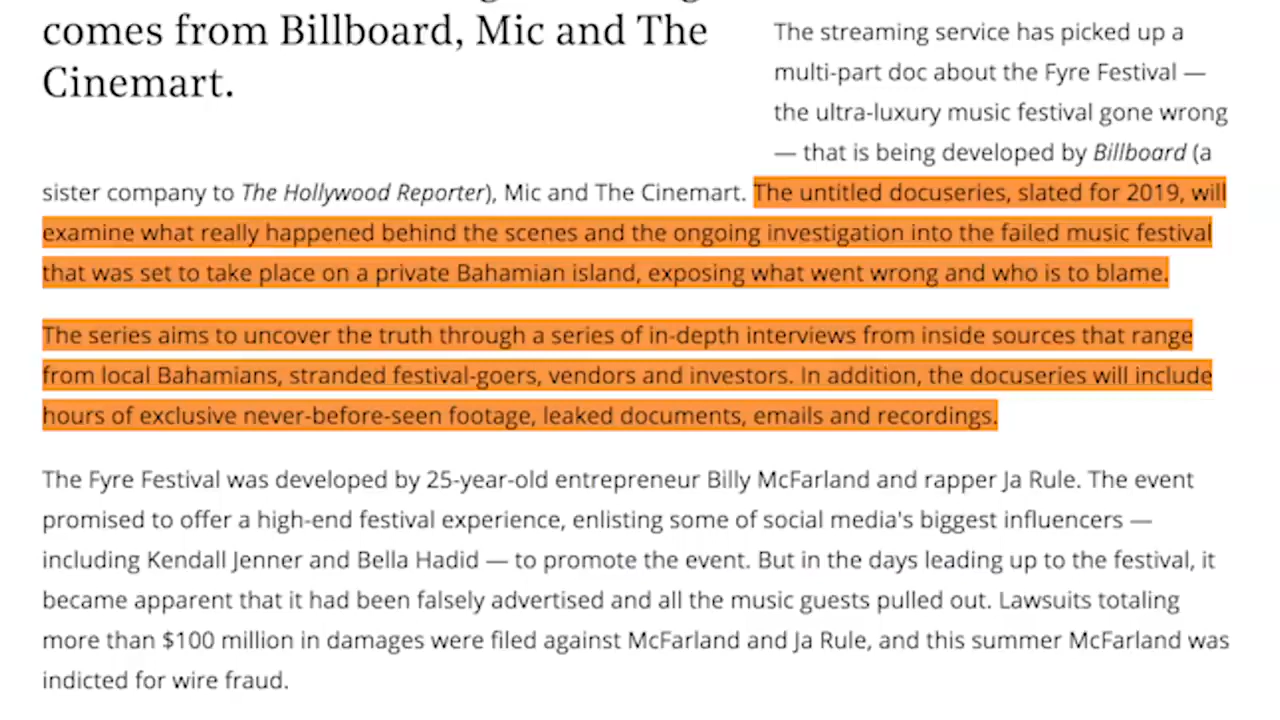 comes from Billboard, Mic and The
Cinemart.
The streaming service has picked up a
multi-part doc about the Fyre Festival —
the ultra-luxury music festival gone wrong
— that is being developed by Billboard (a
sister company to The Hollywood Reporter), Mic and The Cinemart. The untitled docuseries, slated for 2019, will
examine what really happened behind the scenes and the ongoing investigation into the failed music festival
that was set to take place on a private Bahamian island, exposing what went wrong and who is to blame.
The series aims to uncover the truth through a series of in-depth interviews from inside sources that range
from local Bahamians, stranded festival-goers, vendors and investors. In addition, the docuseries will include
hours of exclusive never-before-seen footage, leaked documents, emails and recordings.
The Fyre Festival was developed by 25-year-old entrepreneur Billy McFarland and rapper Ja Rule. The event
promised to offer a high-end festival experience, enlisting some of social media's biggest influencers —
including Kendall Jenner and Bella Hadid — to promote the event. But in the days leading up to the festival, it
became apparent that it had been falsely advertised and all the music guests pulled out. Lawsuits totaling
more than $100 million in damages were filed against McFarland and Ja Rule, and this summer McFarland was
indicted for wire fraud.